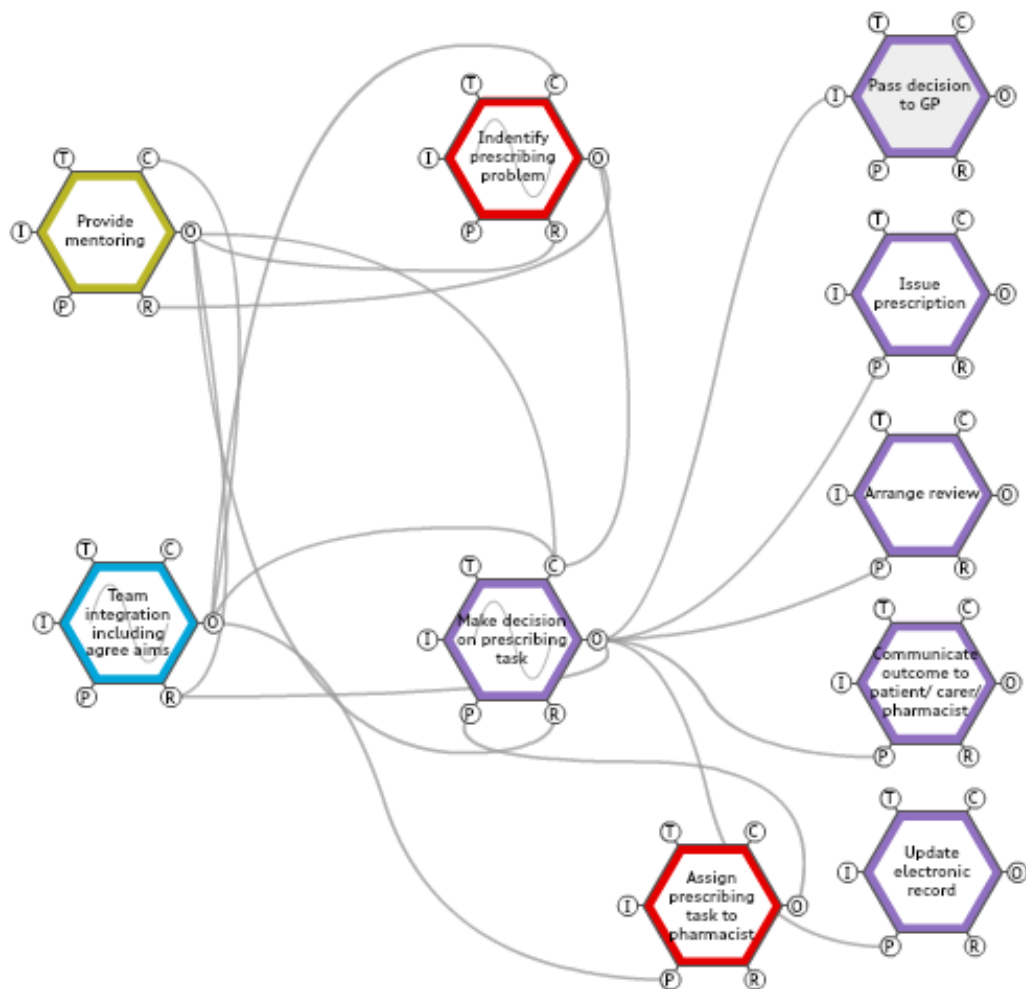 T
C
Pass decision
to GP
I
O
P
R
T
C
Indentify
prescribing
problem
I
O
P
R
T
C
Provide
mentoring
I
O
P
R
T
C
Issue
prescription
I
O
P
R
T
C
Arrange review
I
O
P
R
T
C
Team
integration
including
agree aims
I
O
P
R
T
C
Make decision
on prescribing
task
I
O
P
R
T
C
Communicate
outcome to
patient/ carer/
pharmacist
I
O
P
R
T
C
Assign
prescribing
task to
pharmacist
I
O
P
R
T
C
Update
electronic
record
I
O
P
R